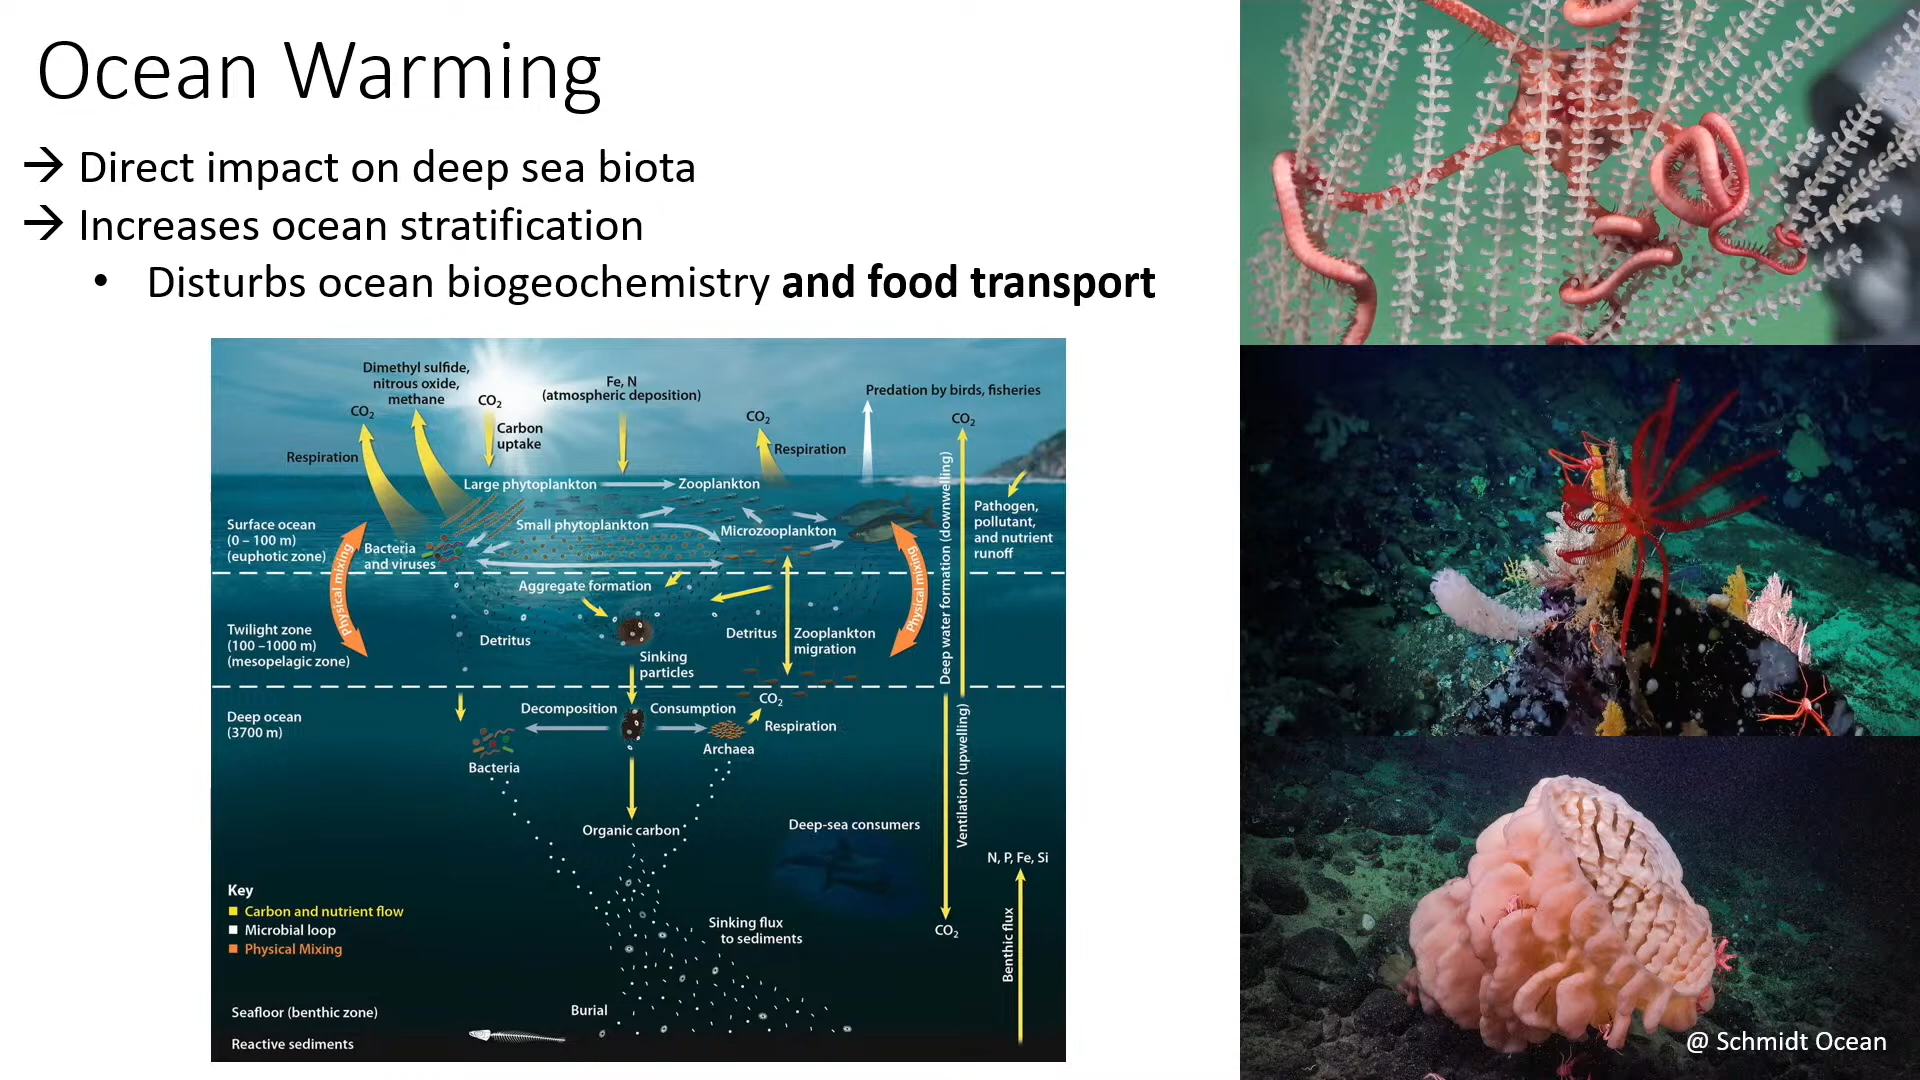 Ocean Warming
→ Direct impact on deep sea biota
→ Increases ocean stratification
• Disturbs ocean biogeochemistry and food transport
Dimethyl sulfide,
nitrous oxide,
methane
CO₂
CO₂
Fe, N
(atmospheric deposition)
CO₂
Predation by birds, fisheries
CO₂
Carbon
uptake
Respiration
Respiration
Large phytoplankton
Zooplankton
Pathogen,
pollutant,
and nutrient
runoff
Surface ocean
(0 – 100 m)
(euphotic zone)
Small phytoplankton
Microzooplankton
Bacteria
and viruses
Physical mixing
Physical mixing
Deep water formation (downwelling)
Aggregate formation
Twilight zone
(100 –1000 m)
(mesopelagic zone)
Detritus
Detritus
Zooplankton
migration
Sinking
particles
Deep ocean
(3700 m)
Decomposition
Consumption
CO₂
Respiration
Archaea
Bacteria
Ventilation (upwelling)
Organic carbon
Deep-sea consumers
N, P, Fe, Si
Key
Carbon and nutrient flow
Microbial loop
Physical Mixing
Sinking flux
to sediments
CO₂
Benthic flux
Seafloor (benthic zone)
Burial
Reactive sediments
@ Schmidt Ocean